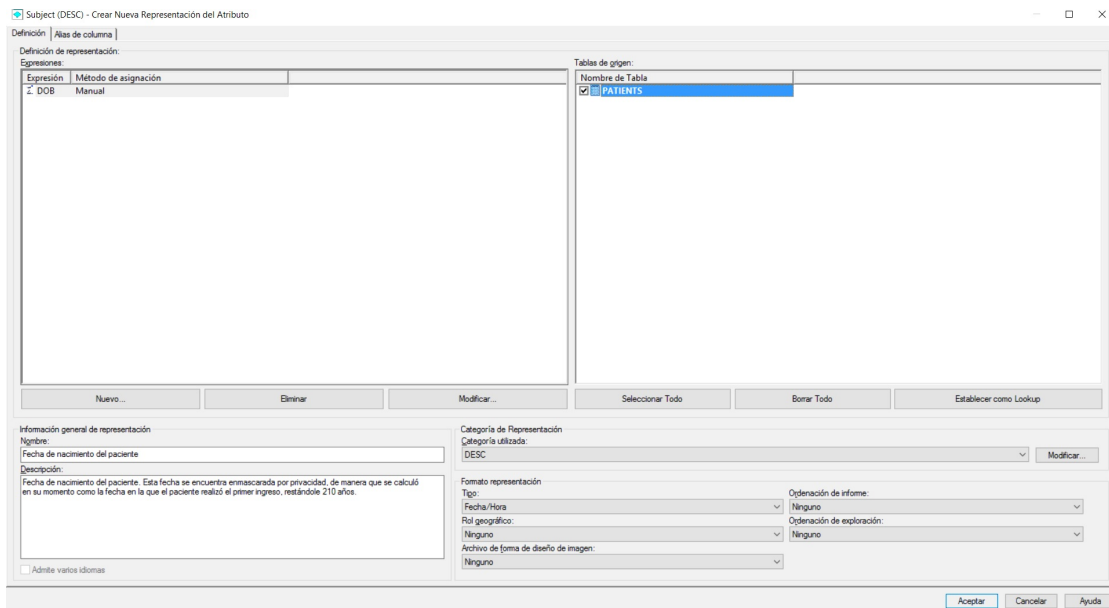 Subject (DESC) - Crear Nueva Representación del Atributo
Definición
Alias de columna
Definición de representación:
Expresiones:
Expresión Método de asignación
DOB Manual
Tablas de origen:
Nombre de Tabla
PATIENTS
Nuevo... Eliminar Modificar...
Seleccionar Todo Borrar Todo Establecer como Lookup
Información general de representación
Nombre:
Fecha de nacimiento del paciente
Descripción:
Fecha de nacimiento del paciente. Esta fecha se encuentra enmascarada por privacidad, de manera que se calculó
en su momento como la fecha en la que el paciente realizó el primer ingreso, restándole 210 años.
Admite varios idiomas
Categoría de Representación
Categoría utilizada:
DESC Modificar...
Formato representación
Tipo:
Fecha/Hora
Rol geográfico:
Ninguno
Archivo de forma de diseño de imagen:
Ninguno
Ordenación de informe:
Ninguno
Ordenación de exploración:
Ninguno
Aceptar Cancelar Ayuda